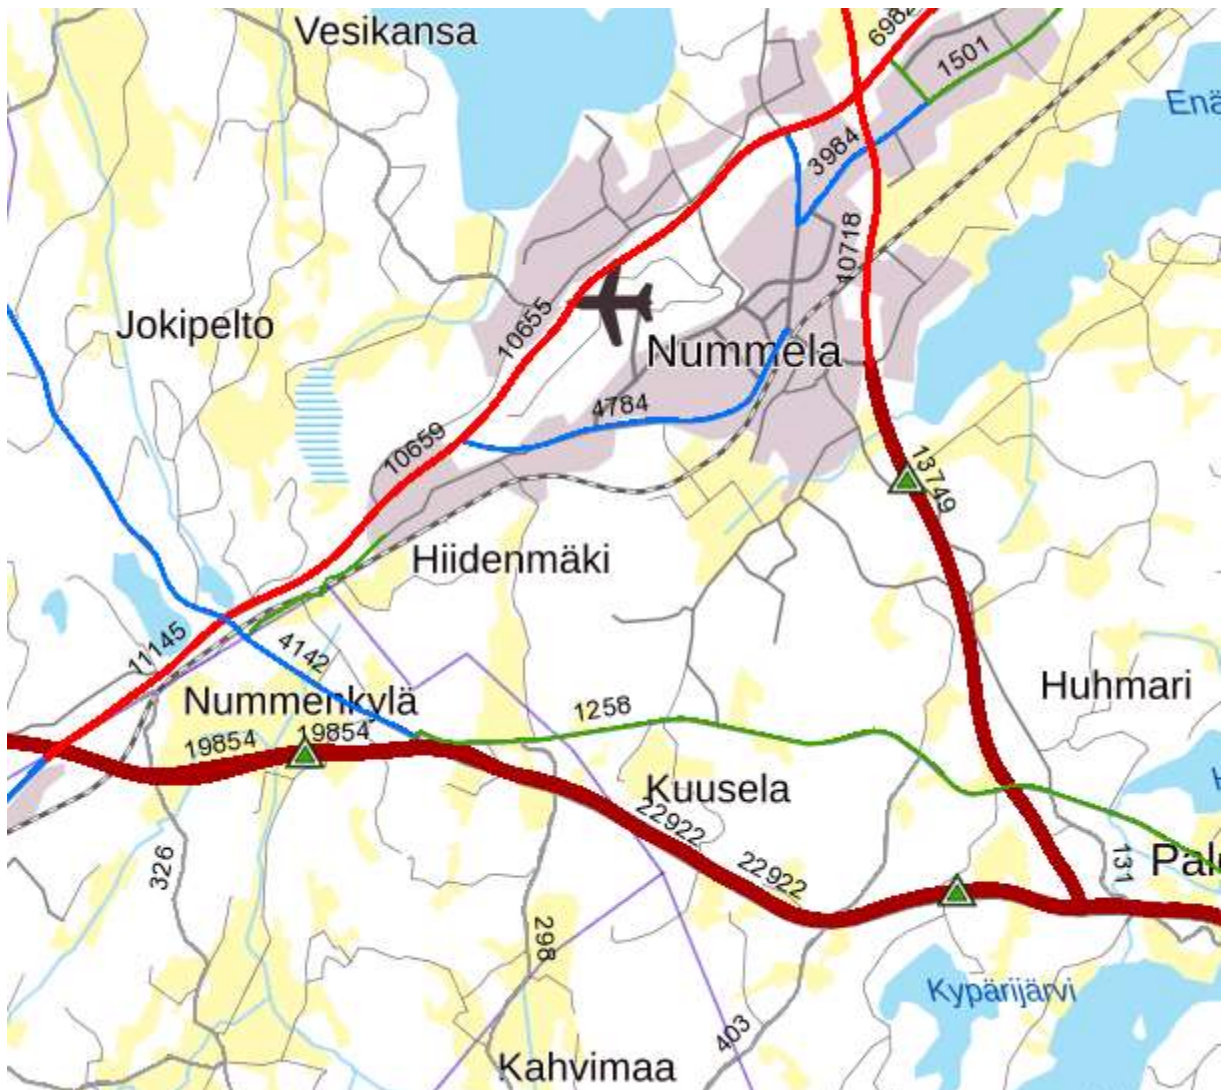 Vesikansa
6982
1501
3984
10718
Jokipelto
10655
Nummela
4784
10659
13749
Hiidenmäki
11145
4142
Nummenkylä
1258
Huhmari
19854
19854
Kuusela
22922
22922
326
131
298
Kypärijärvi
403
Kahvimaa